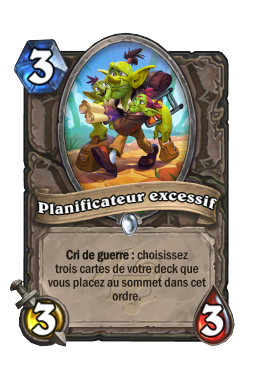 3
Planificateur excessif
Cri de guerre : choisissez
trois cartes de votre deck que
vous placez au sommet dans cet
ordre.
3
3